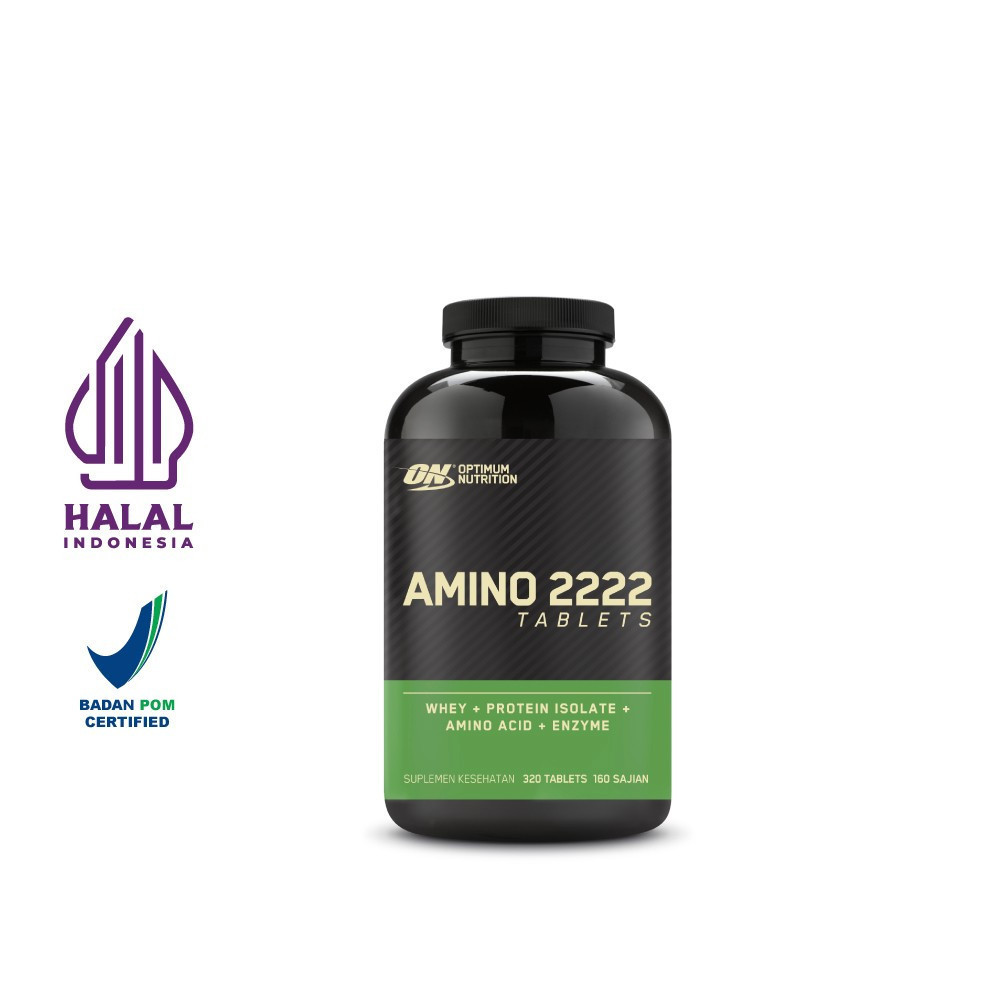 HALAL
INDONESIA
BADAN POM
CERTIFIED
ON® OPTIMUM
NUTRITION
AMINO 2222
TABLETS
WHEY + PROTEIN ISOLATE +
AMINO ACID + ENZYME
SUPLEMEN KESEHATAN 320 TABLETS 160 SAJIAN